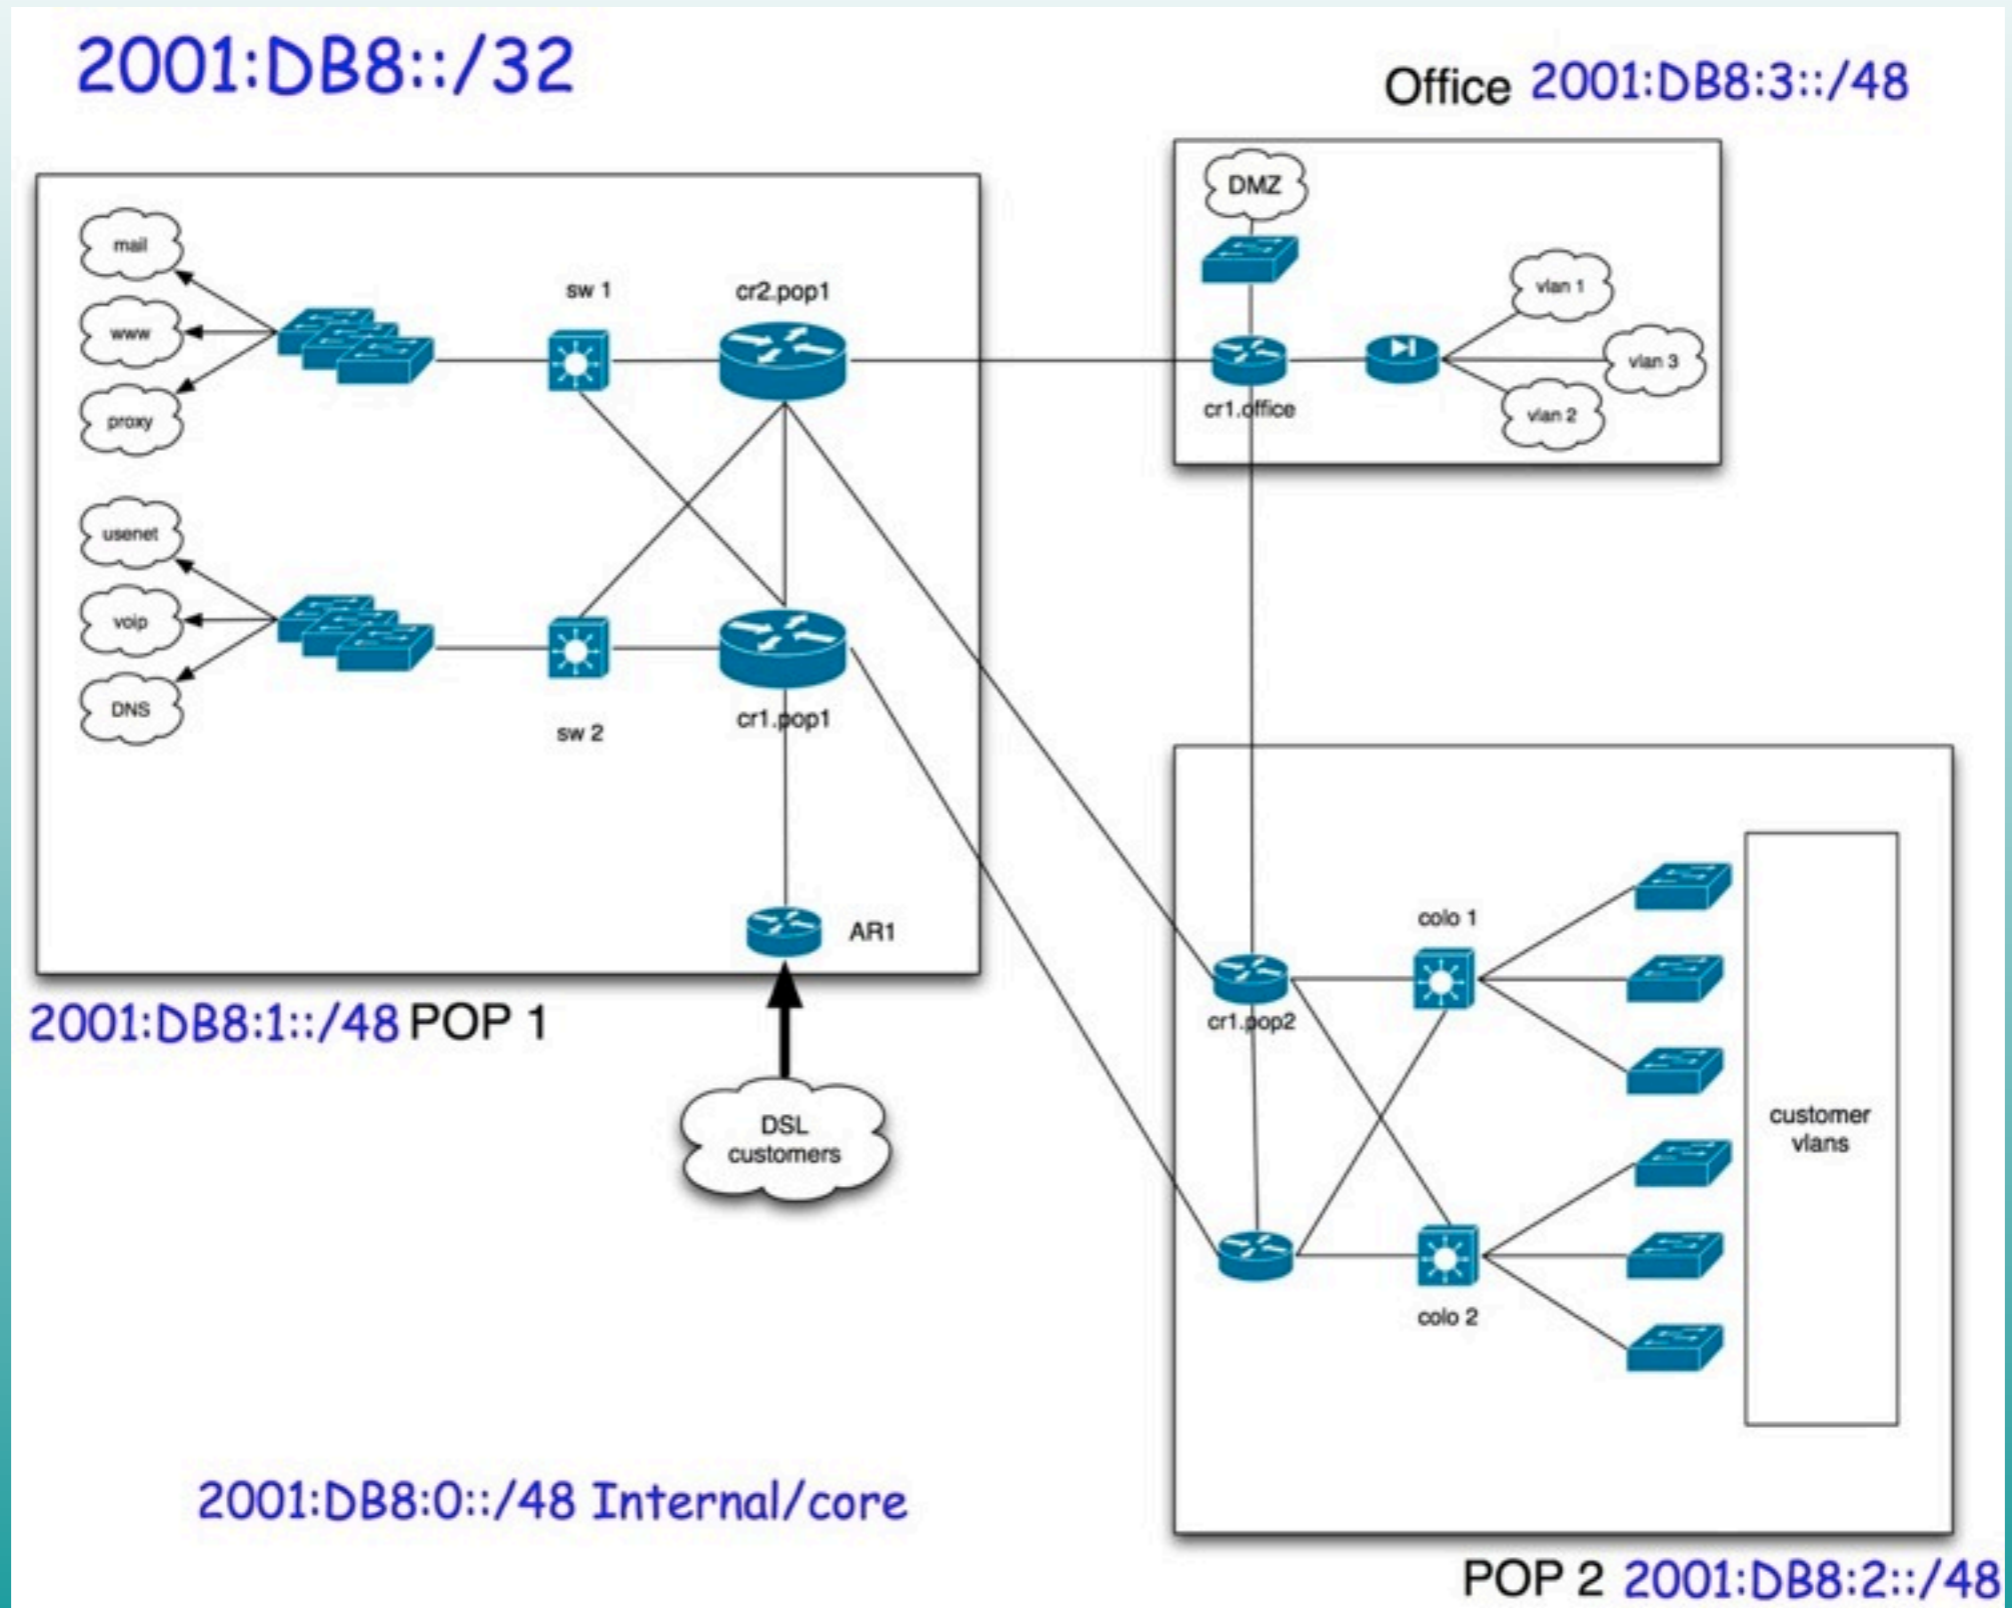 2001:DB8::/32
Office 2001:DB8:3::/48
mail
www
proxy
sw 1
cr2.pop1
usenet
voip
DNS
sw 2
cr1.pop1
AR1
2001:DB8:1::/48 POP 1
DSL
customers
DMZ
cr1.office
vlan 1
vlan 3
vlan 2
colo 1
cr1.pop2
colo 2
customer
vlans
2001:DB8:0::/48 Internal/core
POP 2 2001:DB8:2::/48